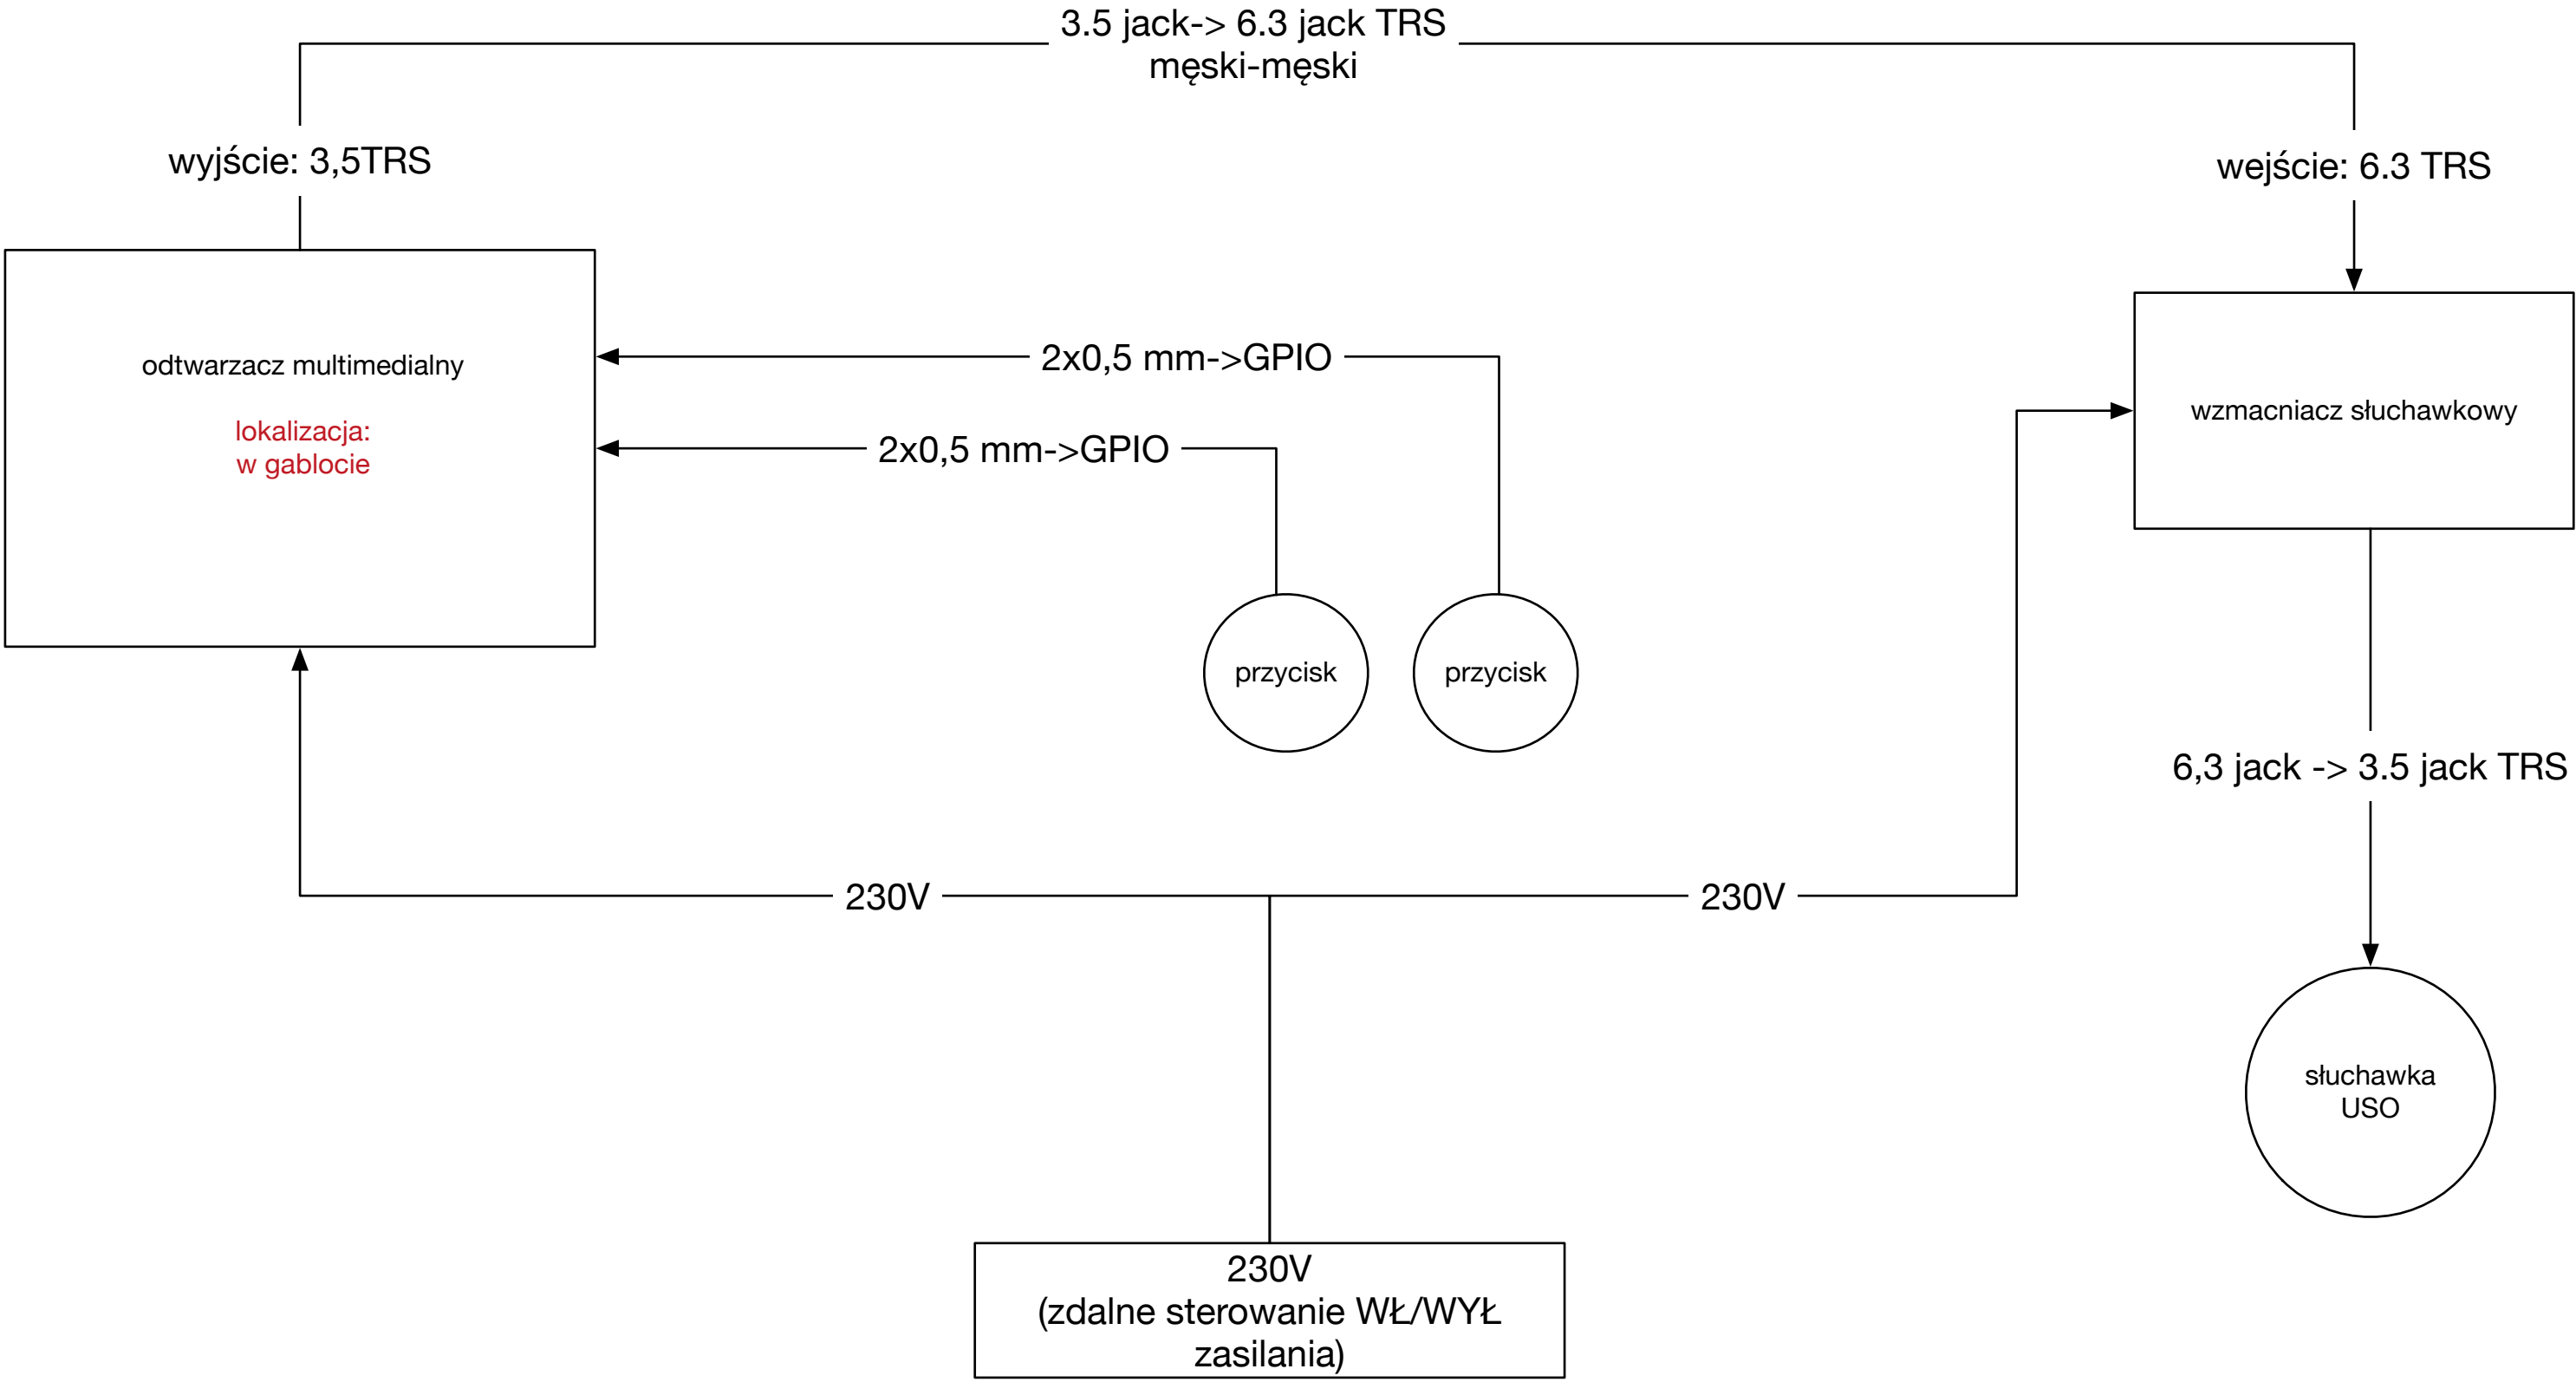 3.5 jack-> 6.3 jack TRS
męski-męski
wyjście: 3,5TRS
wejście: 6.3 TRS
odtwarzacz multimedialny
lokalizacja:
w gablocie
2x0,5 mm->GPIO
2x0,5 mm->GPIO
wzmacniacz słuchawkowy
przycisk
przycisk
6,3 jack -> 3.5 jack TRS
230V
230V
słuchawka
USO
230V
(zdalne sterowanie WŁ/WYŁ
zasilania)